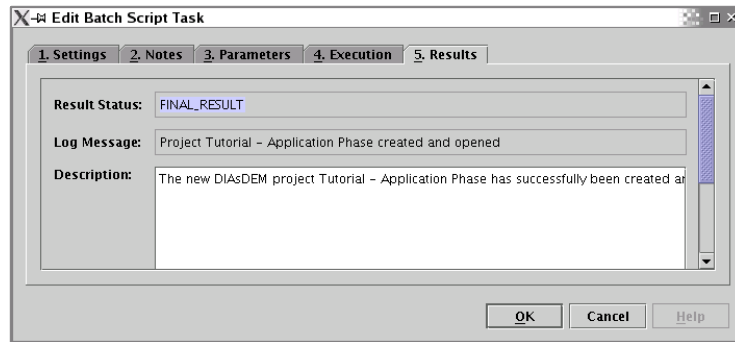 Edit Batch Script Task
1. Settings 2. Notes 3. Parameters 4. Execution 5. Results
Result Status: FINAL_RESULT
Log Message: Project Tutorial – Application Phase created and opened
Description: The new DIAsDEM project Tutorial – Application Phase has successfully been created ar
OK Cancel Help